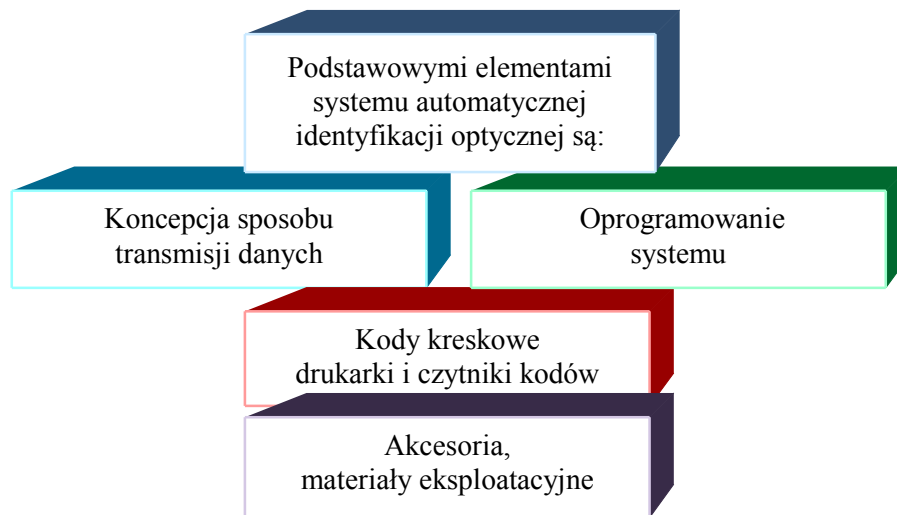 Podstawowymi elementami
systemu automatycznej
identyfikacji optycznej są:
Koncepcja sposobu
transmisji danych
Oprogramowanie
systemu
Kody kreskowe
drukarki i czytniki kodów
Akcesoria,
materiały eksploatacyjne